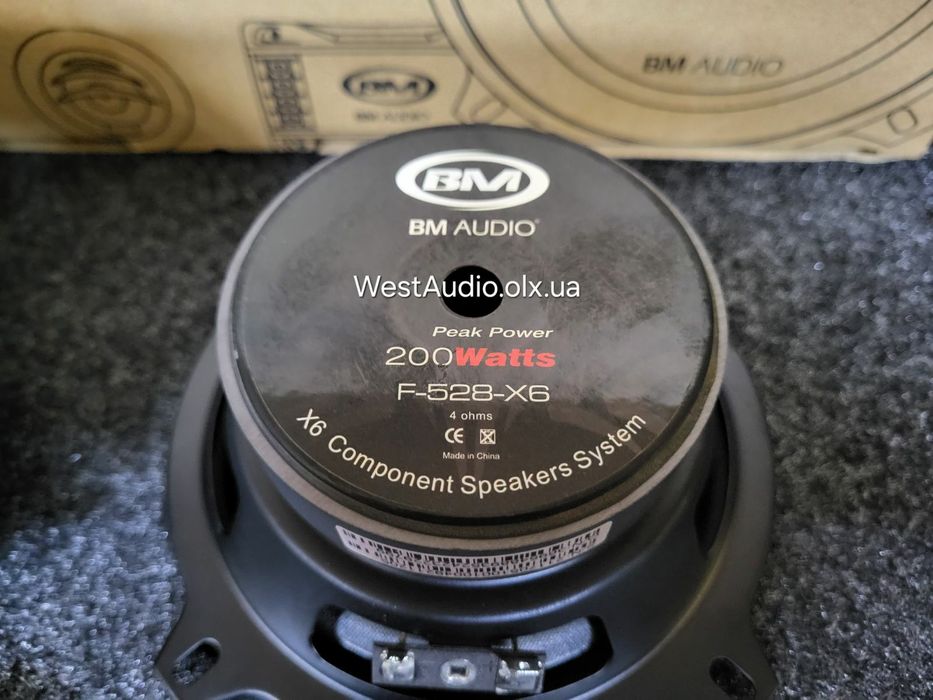 BM
BM AUDIO
BM AUDIO
BM
BM AUDIO®
WestAudio.olx.ua
Peak Power
200Watts
F-528-X6
4 ohms
CE
Made in China
X6 Component Speakers System